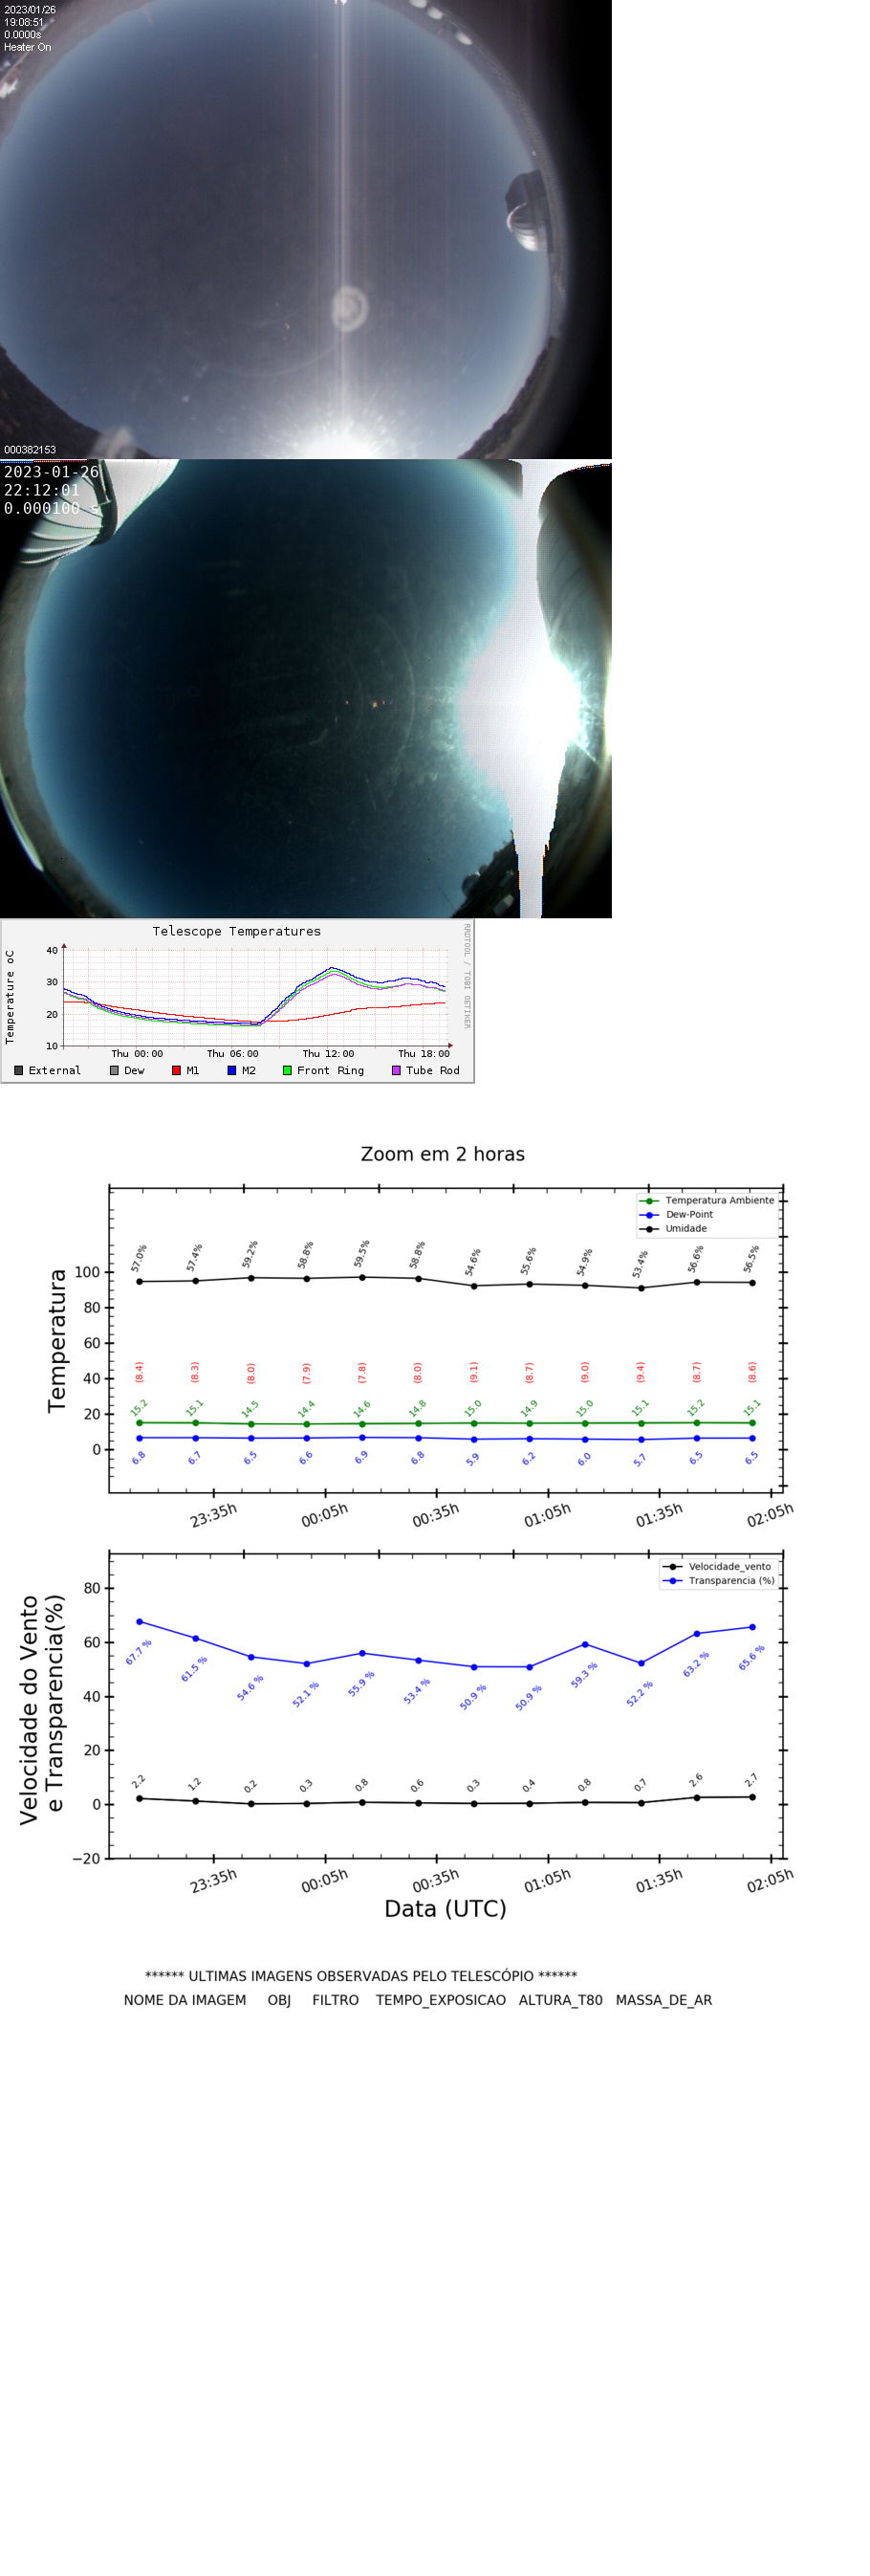 2023/01/26
19:08:51
0.0000s
Heater On
000382153
2023-01-26
22:12:01
0.000100 s
Telescope Temperatures
RRDTOOL / TOBI OETIKER
Temperature oC
40
30
20
10
Thu 00:00 Thu 06:00 Thu 12:00 Thu 18:00
External Dew M1 M2 Front Ring Tube Rod
Zoom em 2 horas
Temperatura Ambiente
Dew-Point
Umidade
Temperatura
100
80
60
40
20
0
57.0% 57.4% 59.2% 58.8% 59.5% 58.8% 54.6% 55.6% 54.9% 53.4% 56.6% 56.5%
(8.4) (8.3) (8.0) (7.9) (7.8) (8.0) (9.1) (8.7) (9.0) (9.4) (8.7) (8.6)
15.2 15.1 14.5 14.4 14.6 14.8 15.0 14.9 15.0 15.1 15.2 15.1
6.8 6.7 6.5 6.6 6.9 6.8 5.9 6.2 6.0 5.7 6.5 6.5
23:35h 00:05h 00:35h 01:05h 01:35h 02:05h
Velocidade_vento
Transparencia (%)
Velocidade do Vento
e Transparencia(%)
80
60
40
20
0
−20
67.7 % 61.5 % 54.6 % 52.1 % 55.9 % 53.4 % 50.9 % 50.9 % 59.3 % 52.2 % 63.2 % 65.6 %
2.2 1.2 0.2 0.3 0.8 0.6 0.3 0.4 0.8 0.7 2.6 2.7
23:35h 00:05h 00:35h 01:05h 01:35h 02:05h
Data (UTC)
****** ULTIMAS IMAGENS OBSERVADAS PELO TELESCÓPIO ******
NOME DA IMAGEM OBJ FILTRO TEMPO_EXPOSICAO ALTURA_T80 MASSA_DE_AR